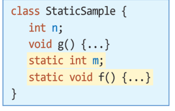 class StaticSample {
int n;
void g() {...}
static int m;
static void f() {...}
}